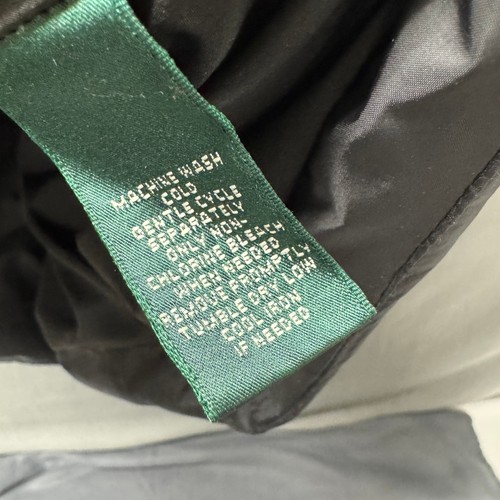 MACHINE WASH
COLD
GENTLE CYCLE
SEPARATELY
ONLY NON-
CHLORINE BLEACH
WHEN NEEDED
REMOVE PROMPTLY
TUMBLE DRY LOW
COOL IRON
IF NEEDED